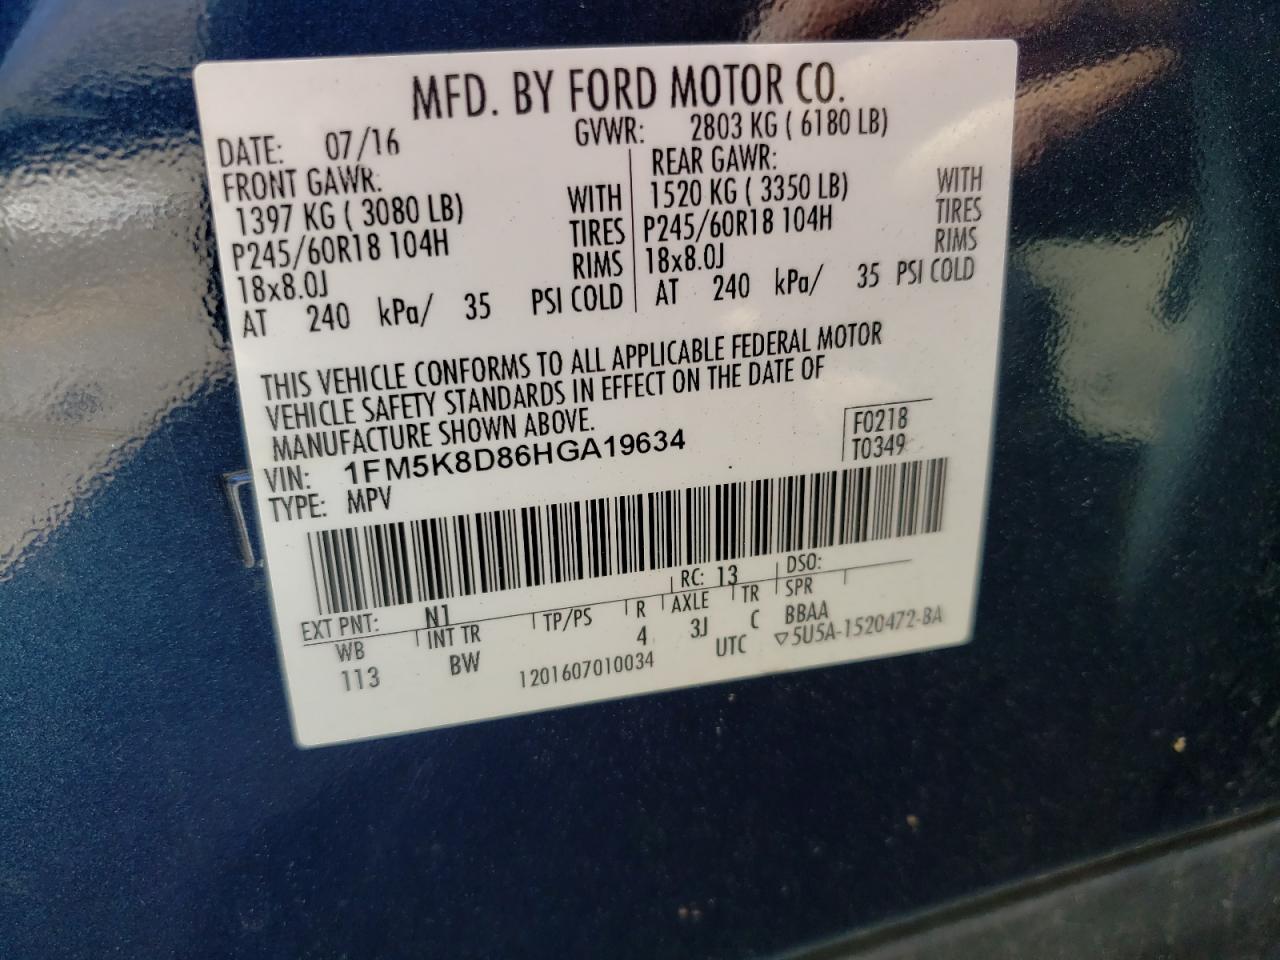 MFD. BY FORD MOTOR CO.
DATE: 07/16 GVWR: 2803 KG ( 6180 LB)
FRONT GAWR: REAR GAWR:
1397 KG ( 3080 LB) WITH 1520 KG ( 3350 LB) WITH
P245/60R18 104H TIRES P245/60R18 104H TIRES
18x8.0J RIMS 18x8.0J RIMS
AT 240 kPa/ 35 PSI COLD AT 240 kPa/ 35 PSI COLD
THIS VEHICLE CONFORMS TO ALL APPLICABLE FEDERAL MOTOR
VEHICLE SAFETY STANDARDS IN EFFECT ON THE DATE OF
MANUFACTURE SHOWN ABOVE.
VIN: 1FM5K8D86HGA19634 F0218
TYPE: MPV T0349
EXT PNT: N1 RC: 13 DSO:
WB INT TR TP/PS R AXLE TR SPR
113 BW 4 3J C BBAA
1201607010034 UTC ▽5U5A-1520472-BA